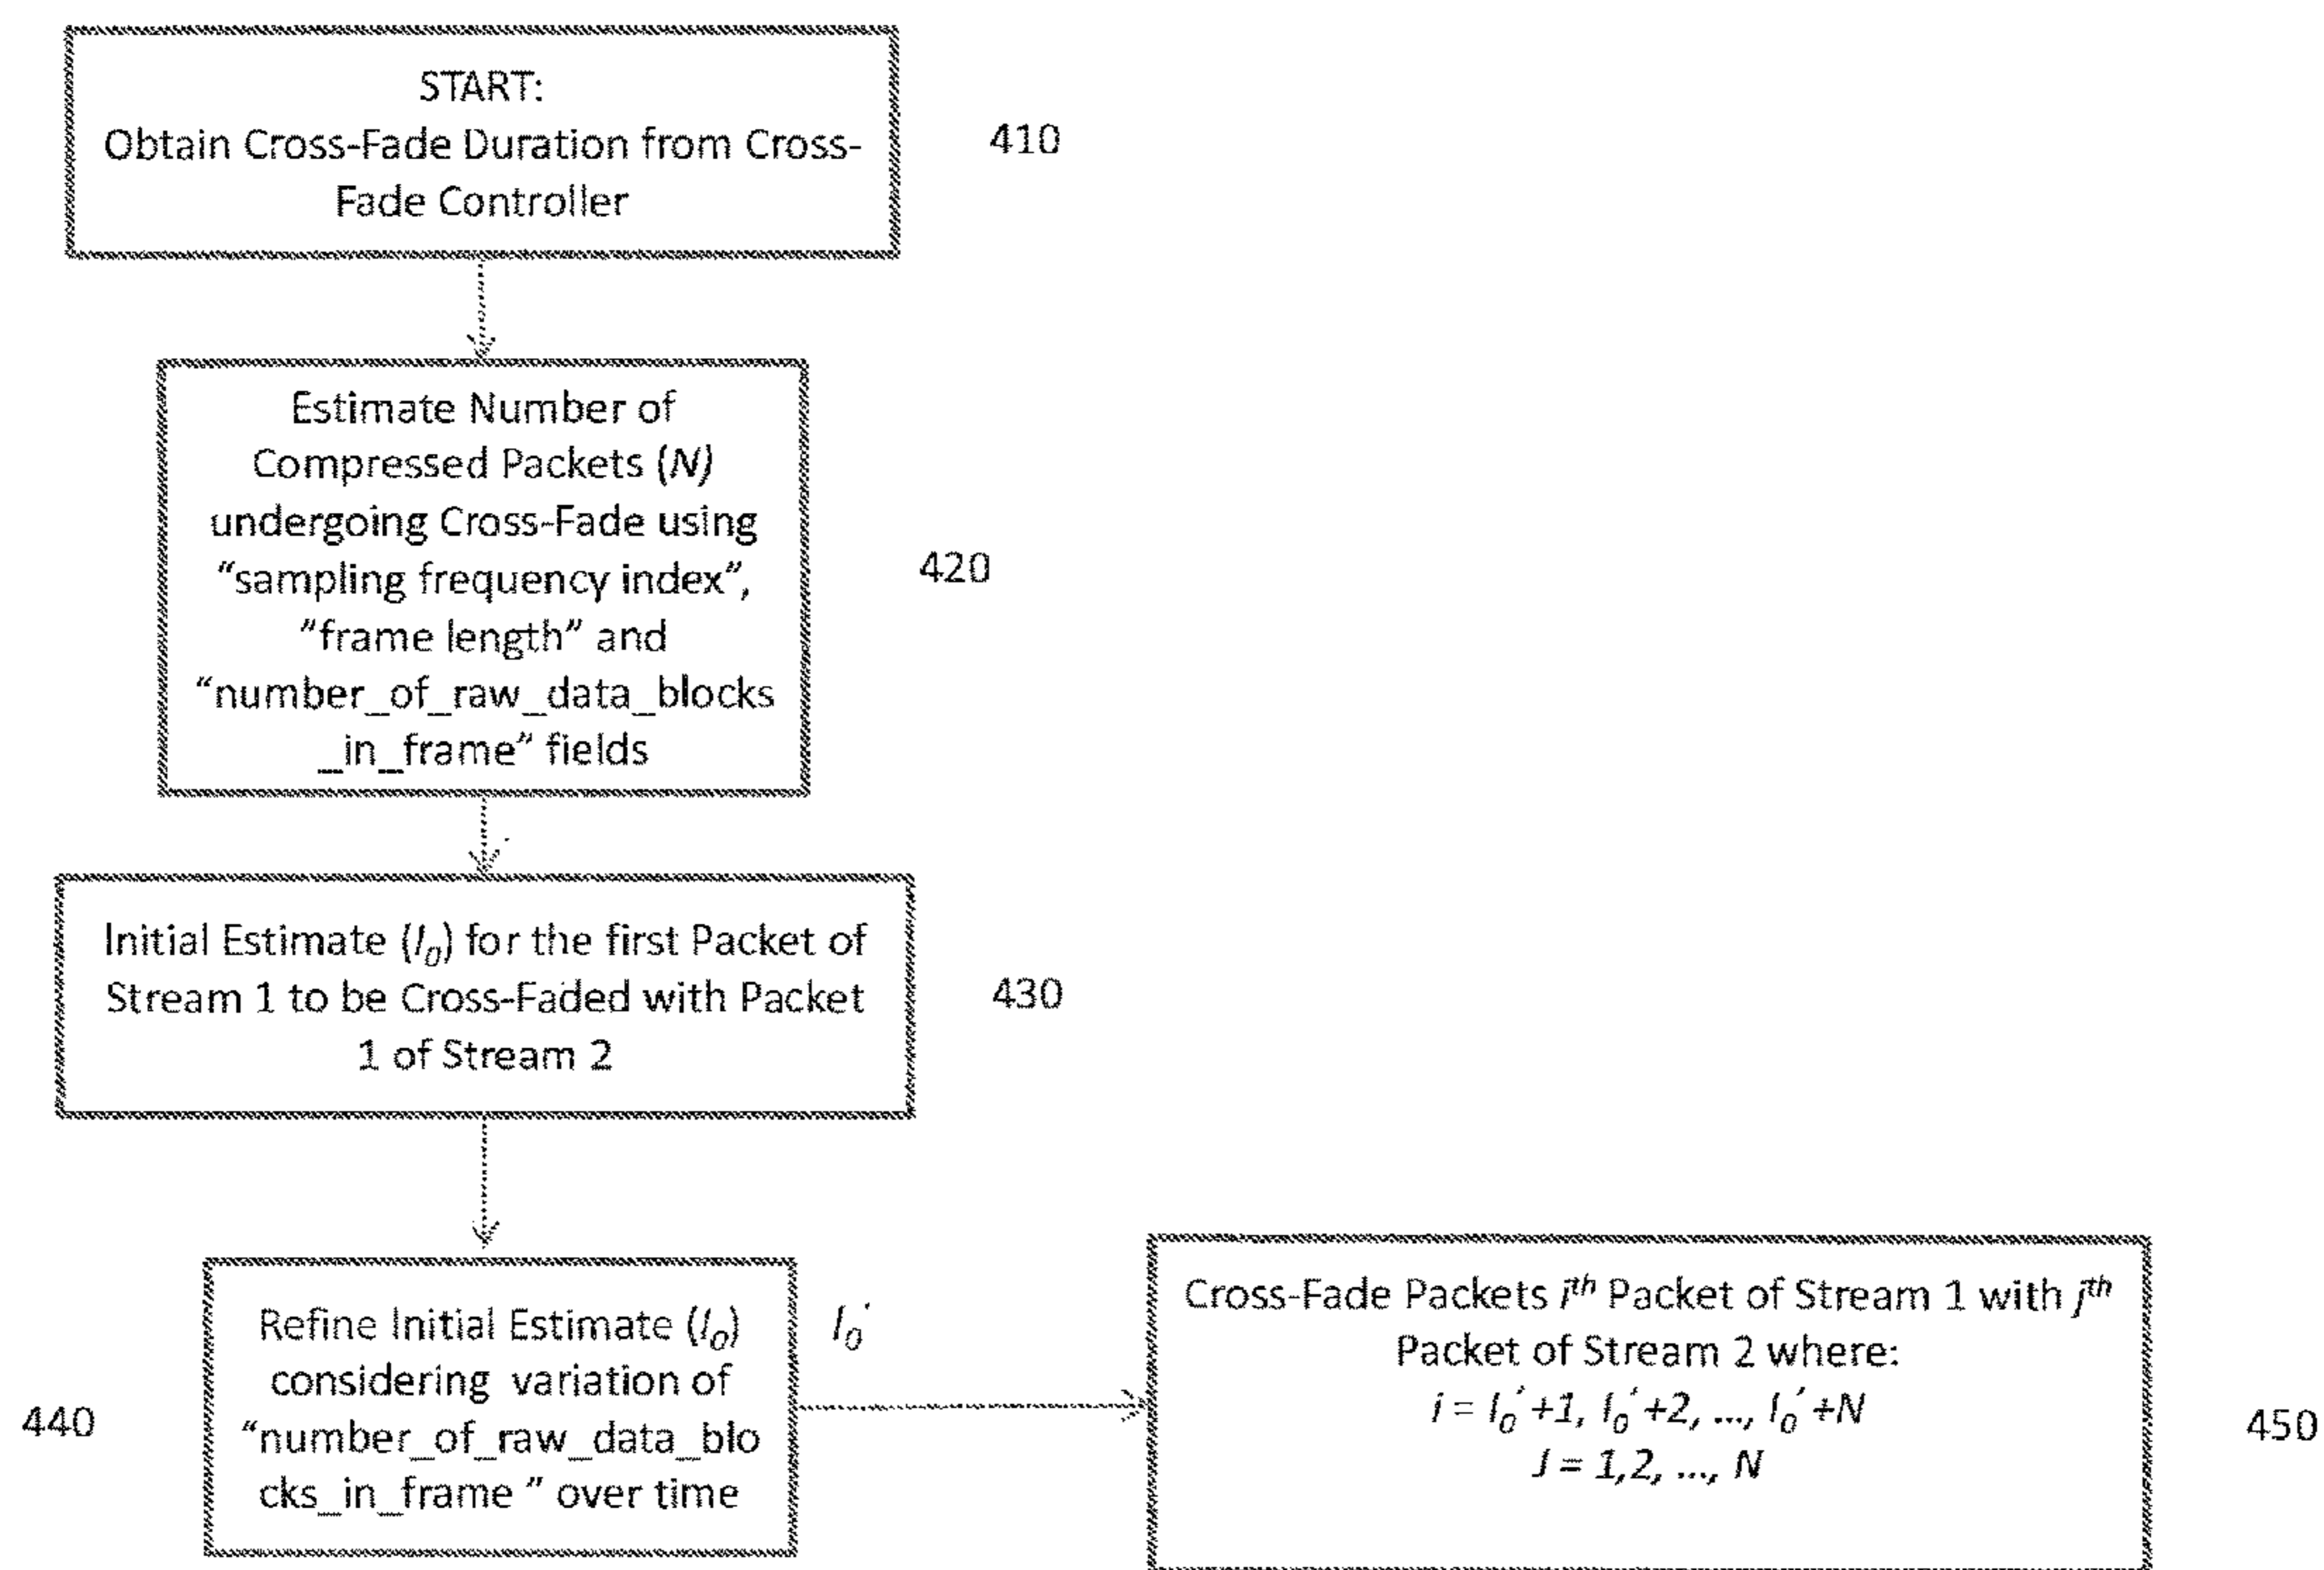 START:
Obtain Cross-Fade Duration from Cross-
Fade Controller
410
Estimate Number of
Compressed Packets (N)
undergoing Cross-Fade using
“sampling frequency index”,
“frame length” and
“number_of_raw_data_blocks
_in_frame” fields
420
Initial Estimate (I₀) for the first Packet of
Stream 1 to be Cross-Faded with Packet
1 of Stream 2
430
Refine Initial Estimate (I₀)
considering variation of
“number_of_raw_data_blo
cks_in_frame ” over time
440
I₀'
Cross-Fade Packets iᵗʰ Packet of Stream 1 with jᵗʰ
Packet of Stream 2 where:
i = I₀'+1, I₀'+2, ..., I₀'+N
J = 1,2, ..., N
450